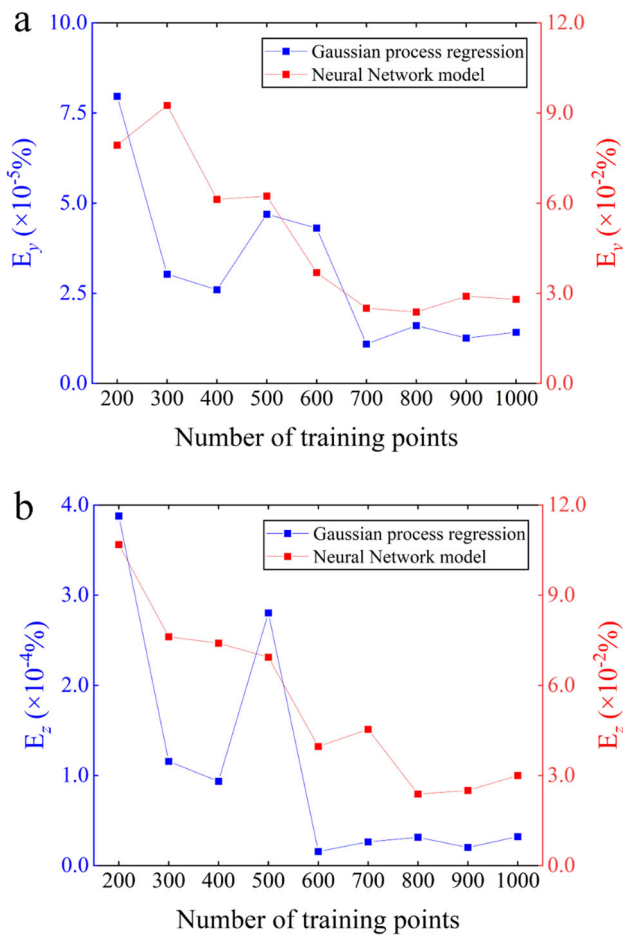 a
Gaussian process regression
Neural Network model
10.0
7.5
5.0
2.5
0.0
E_y (×10⁻⁵%)
12.0
9.0
6.0
3.0
0.0
E_y (×10⁻²%)
200 300 400 500 600 700 800 900 1000
Number of training points
b
Gaussian process regression
Neural Network model
4.0
3.0
2.0
1.0
0.0
E_z (×10⁻⁴%)
12.0
9.0
6.0
3.0
0.0
E_z (×10⁻²%)
200 300 400 500 600 700 800 900 1000
Number of training points